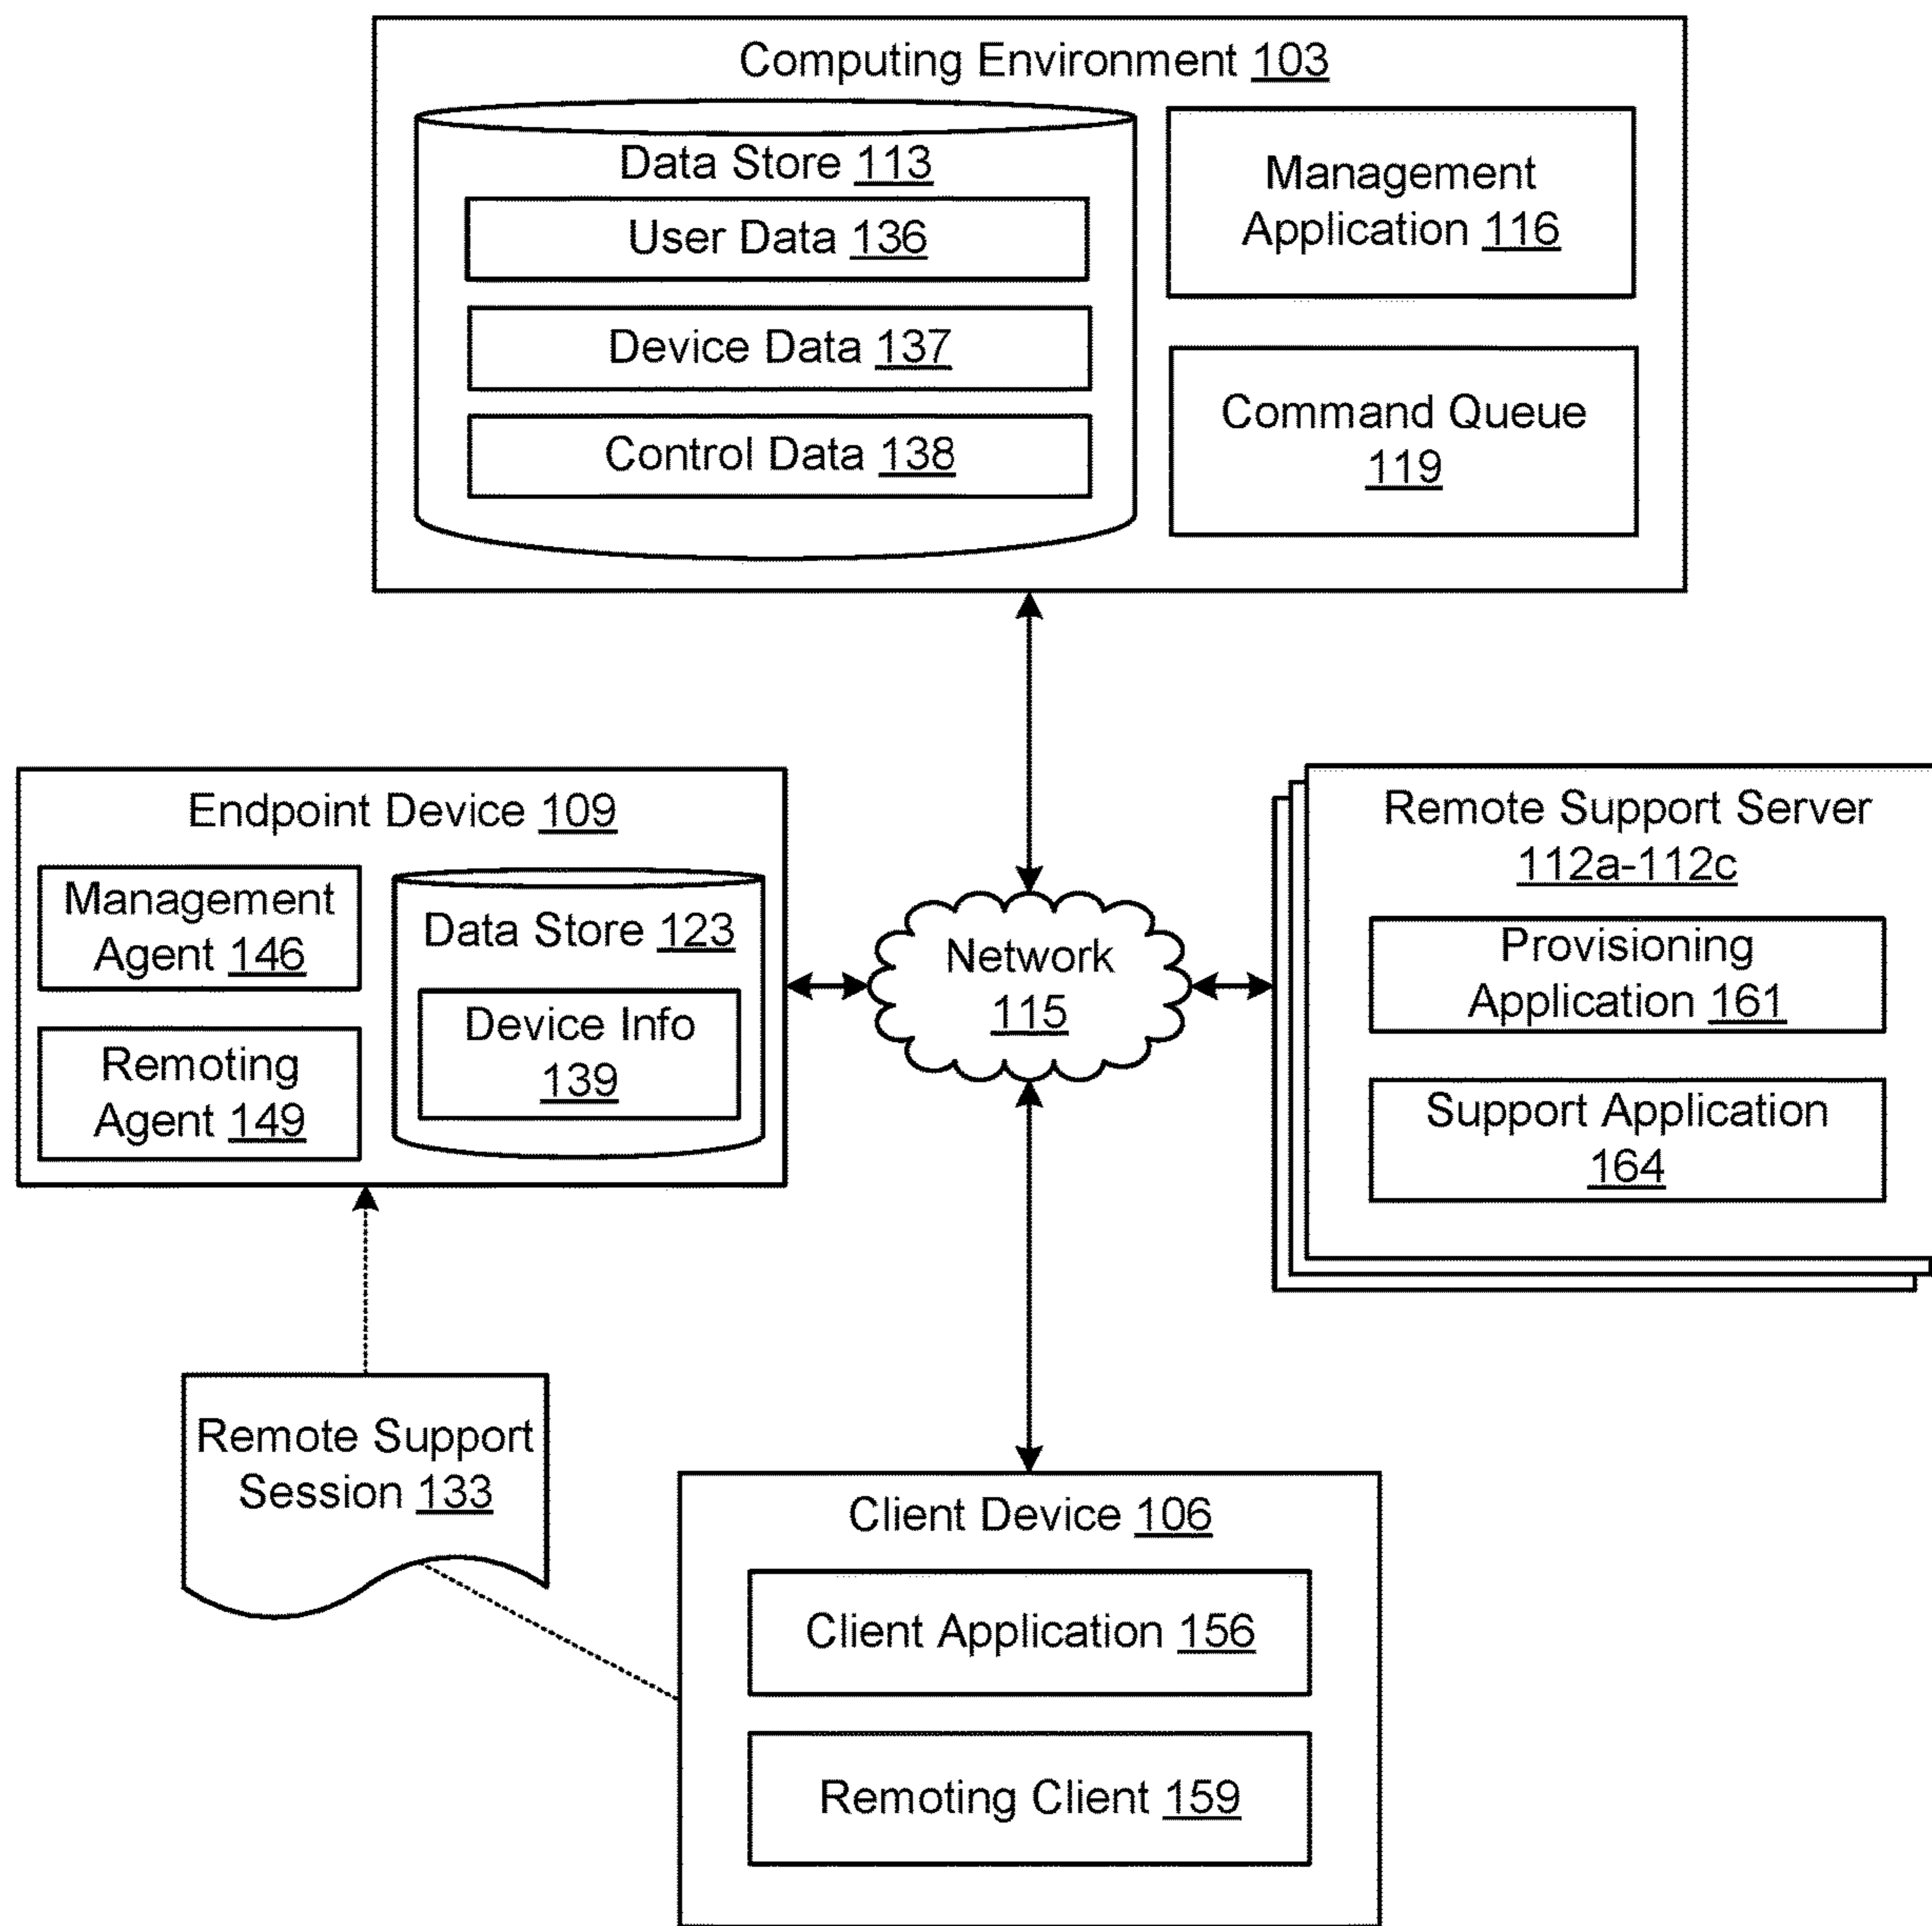 Computing Environment 103
Data Store 113
User Data 136
Device Data 137
Control Data 138
Management
Application 116
Command Queue
119
Endpoint Device 109
Management
Agent 146
Remoting
Agent 149
Data Store 123
Device Info
139
Network
115
Remote Support Server
112a-112c
Provisioning
Application 161
Support Application
164
Remote Support
Session 133
Client Device 106
Client Application 156
Remoting Client 159